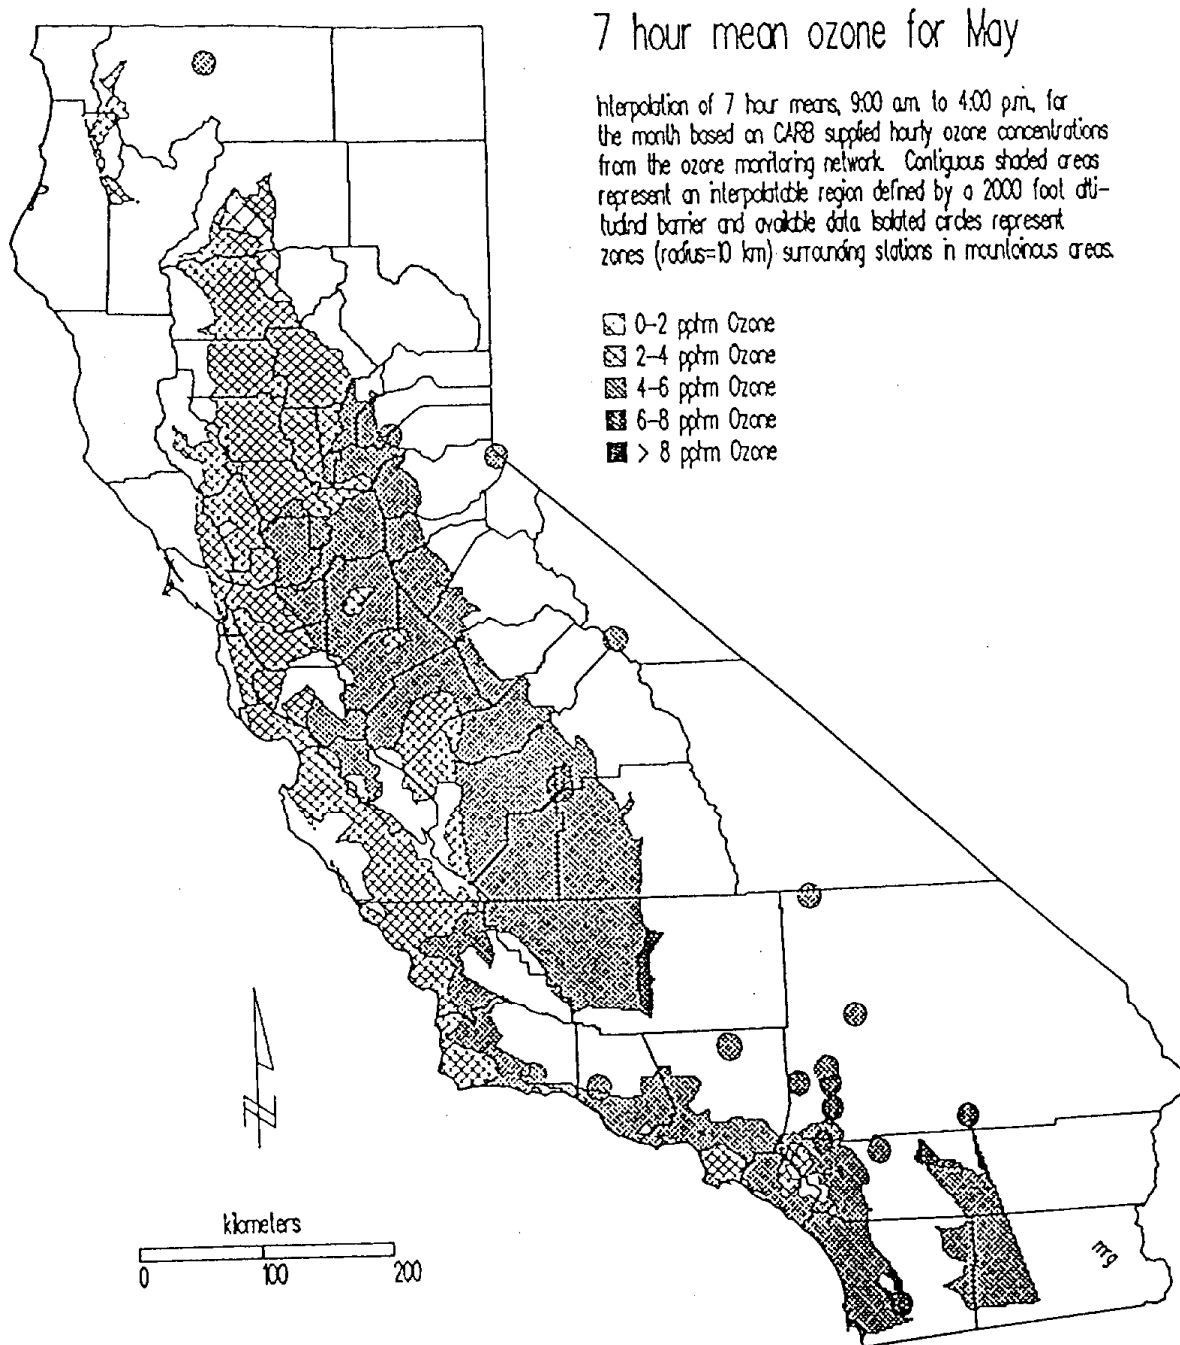 7 hour mean ozone for May
Interpolation of 7 hour means, 9:00 a.m. to 4:00 p.m., for
the month based on CARB supplied hourly ozone concentrations
from the ozone monitoring network. Contiguous shaded areas
represent an interpolatable region defined by a 2000 foot alti-
tudinal barrier and available data. Isolated circles represent
zones (radius=10 km) surrounding stations in mountainous areas.
0-2 pphm Ozone
2-4 pphm Ozone
4-6 pphm Ozone
6-8 pphm Ozone
> 8 pphm Ozone
N
kilometers
0 100 200
mrg